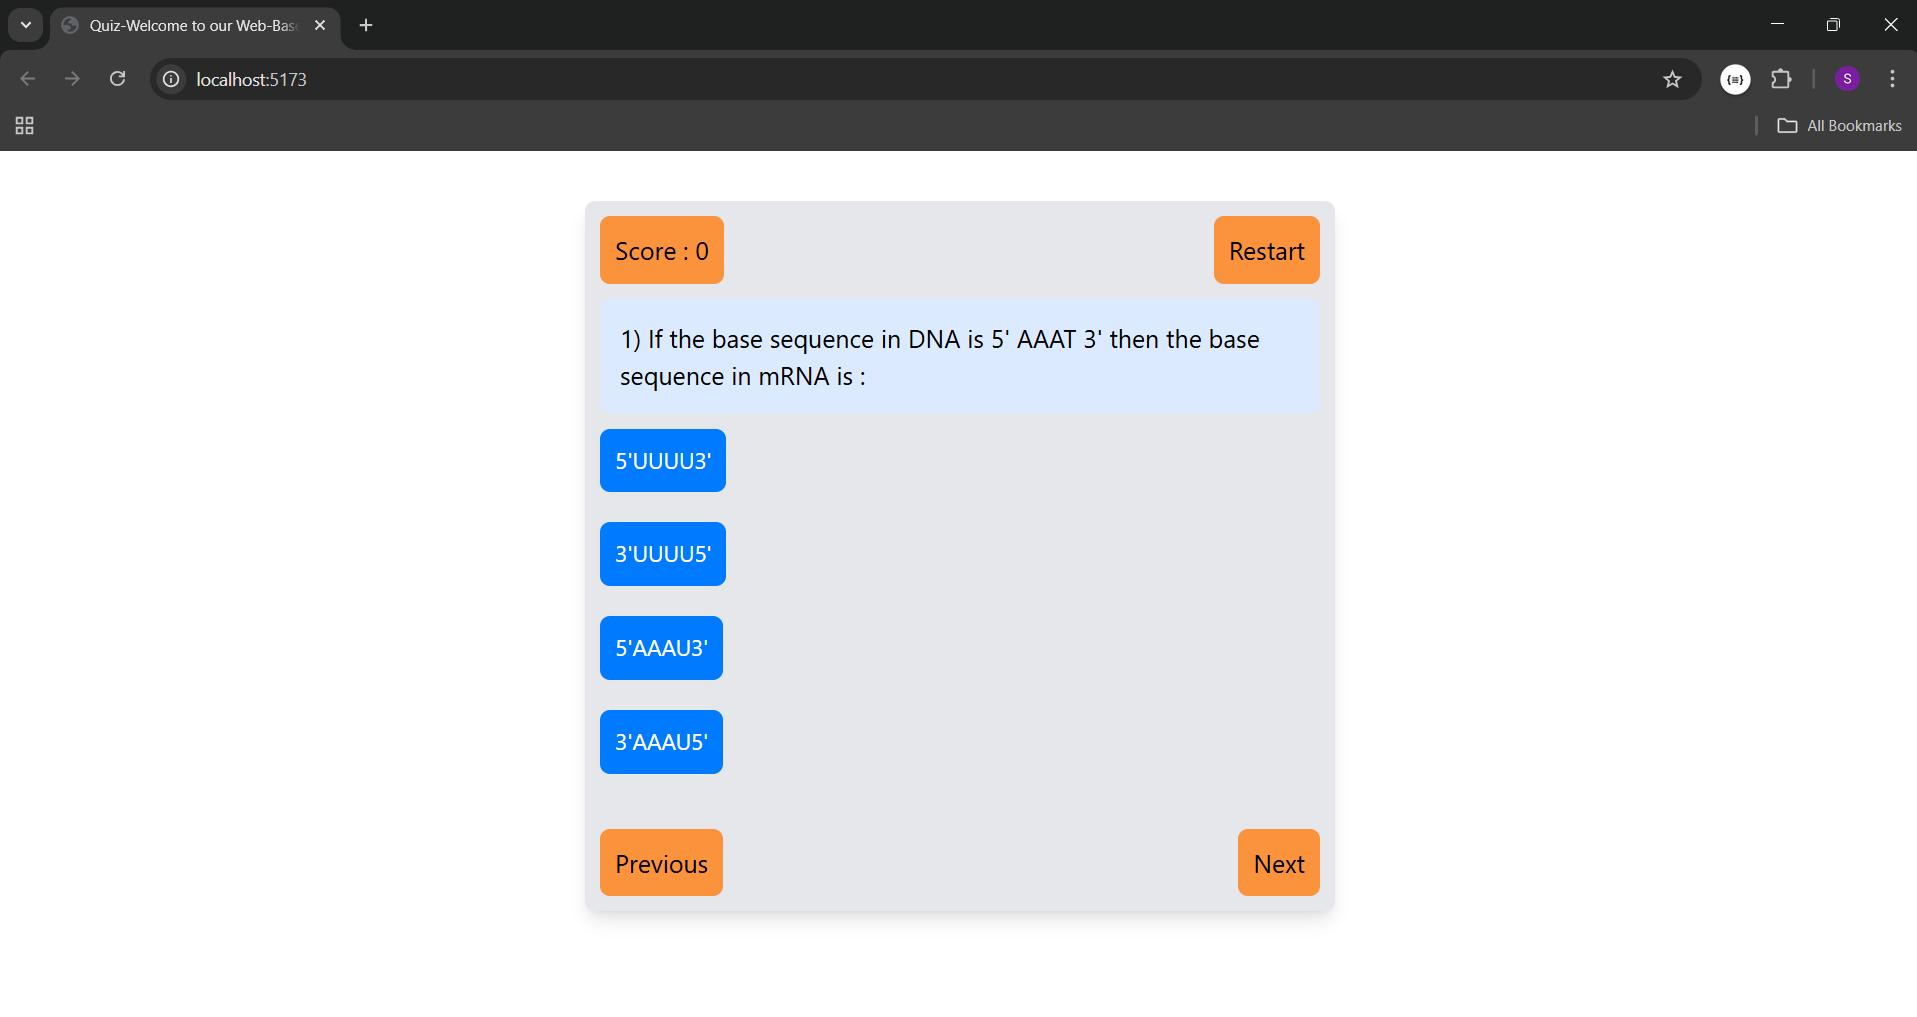 Quiz-Welcome to our Web-Bas
localhost:5173
S
All Bookmarks
Score : 0
Restart
1) If the base sequence in DNA is 5' AAAT 3' then the base
sequence in mRNA is :
5'UUUU3'
3'UUUU5'
5'AAAU3'
3'AAAU5'
Previous
Next